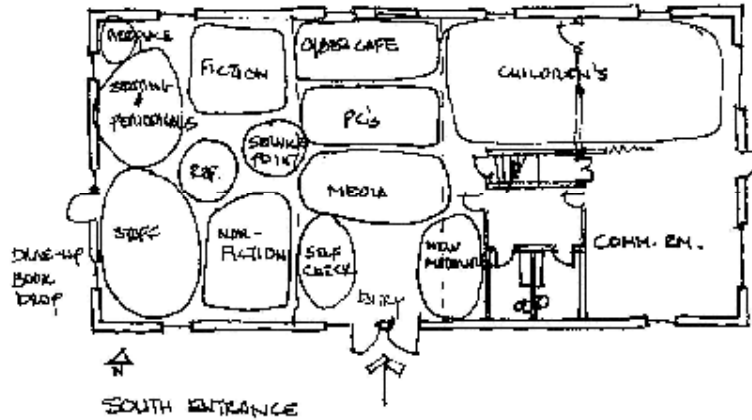 FICTION
CYBER CAFE
CHILDREN'S
SEATING
&
PERIODICALS
PC'S
SERVICE
POINT
REF.
MEDIA
STAFF
NON-
FICTION
SELF
CHECK
NEW
COMM. RM.
DRIVE-UP
BOOK
DROP
ENTRY
N
SOUTH ENTRANCE